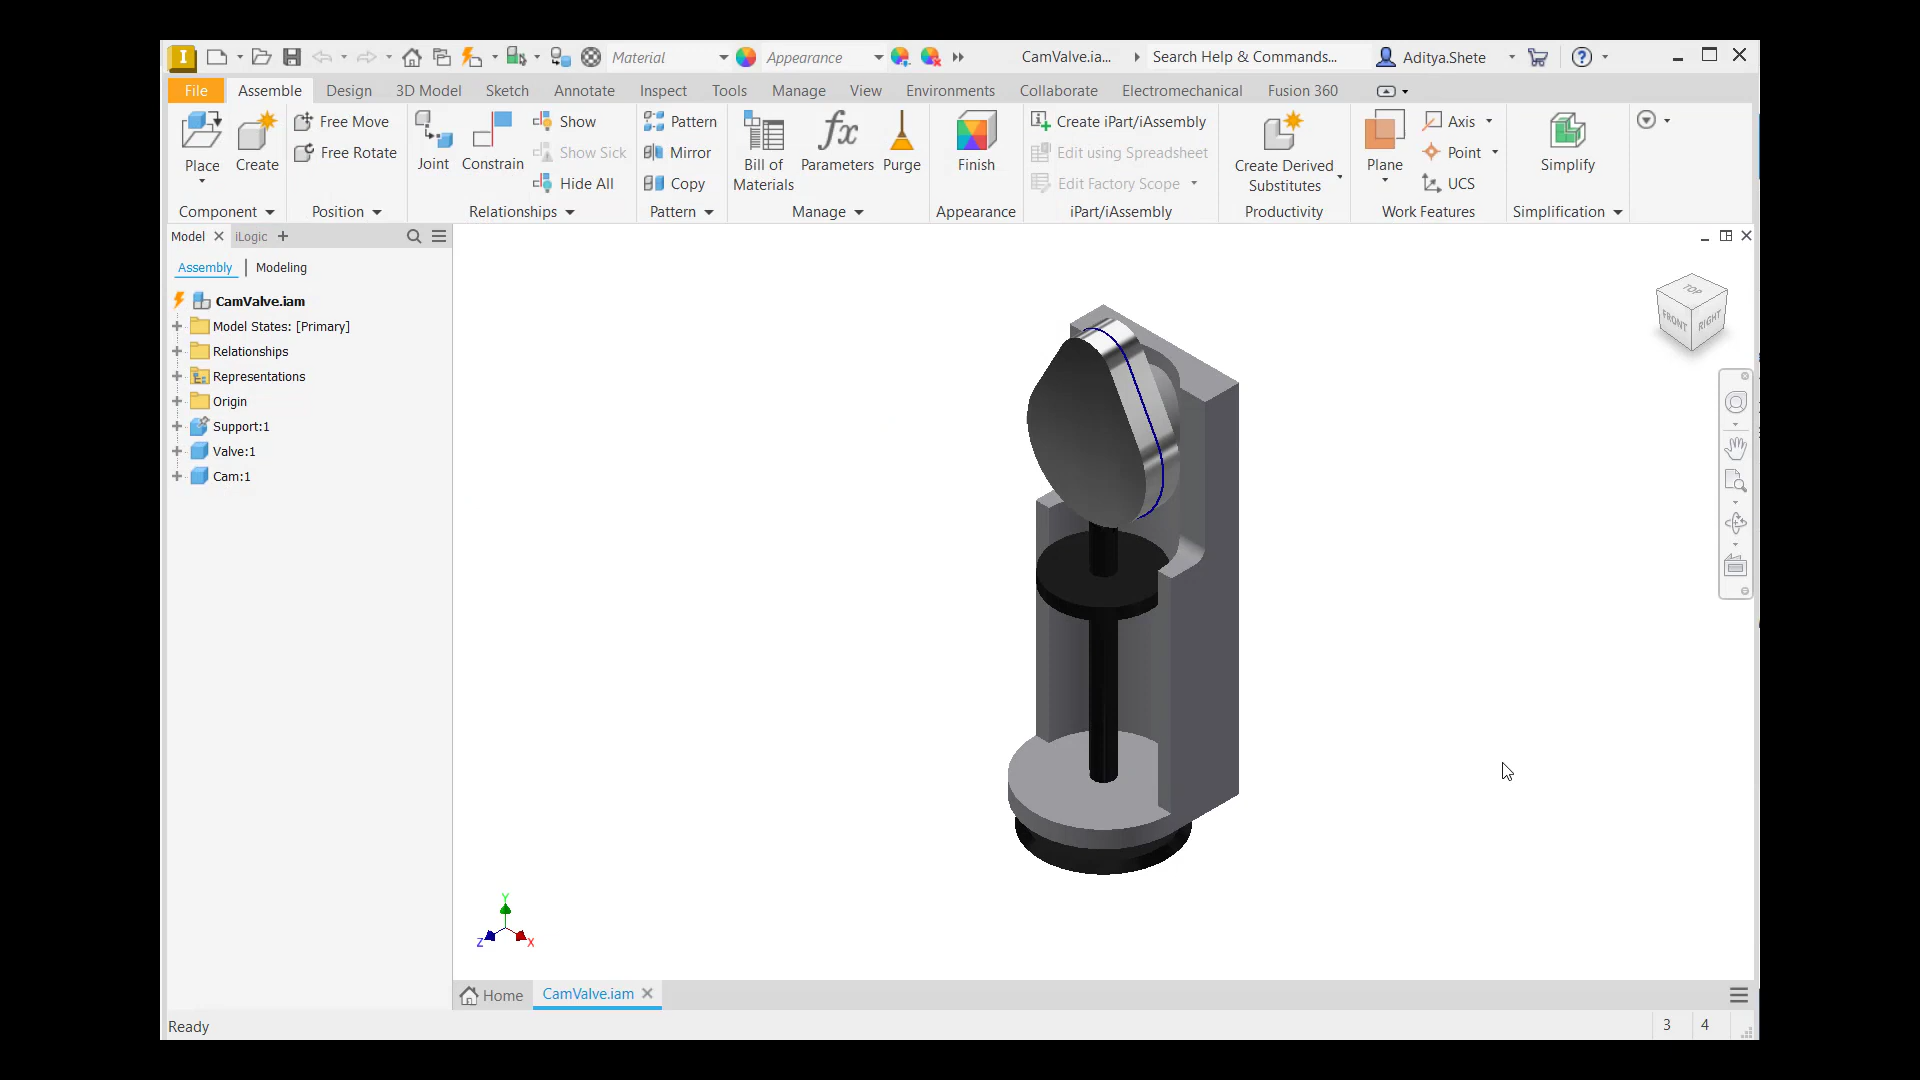 Material
Appearance
CamValve.ia...
Search Help & Commands...
Aditya.Shete
File
Assemble
Design
3D Model
Sketch
Annotate
Inspect
Tools
Manage
View
Environments
Collaborate
Electromechanical
Fusion 360
Place
Create
Free Move
Free Rotate
Joint
Constrain
Show
Show Sick
Hide All
Pattern
Mirror
Copy
Bill of
Materials
fx
Parameters
Purge
Finish
Create iPart/iAssembly
Edit using Spreadsheet
Edit Factory Scope
Create Derived
Substitutes
Plane
Axis
Point
UCS
Simplify
Component
Position
Relationships
Pattern
Manage
Appearance
iPart/iAssembly
Productivity
Work Features
Simplification
Model
iLogic
Assembly
Modeling
CamValve.iam
Model States: [Primary]
Relationships
Representations
Origin
Support:1
Valve:1
Cam:1
TOP
FRONT
RIGHT
Y
Z
X
Home
CamValve.iam
Ready
3
4